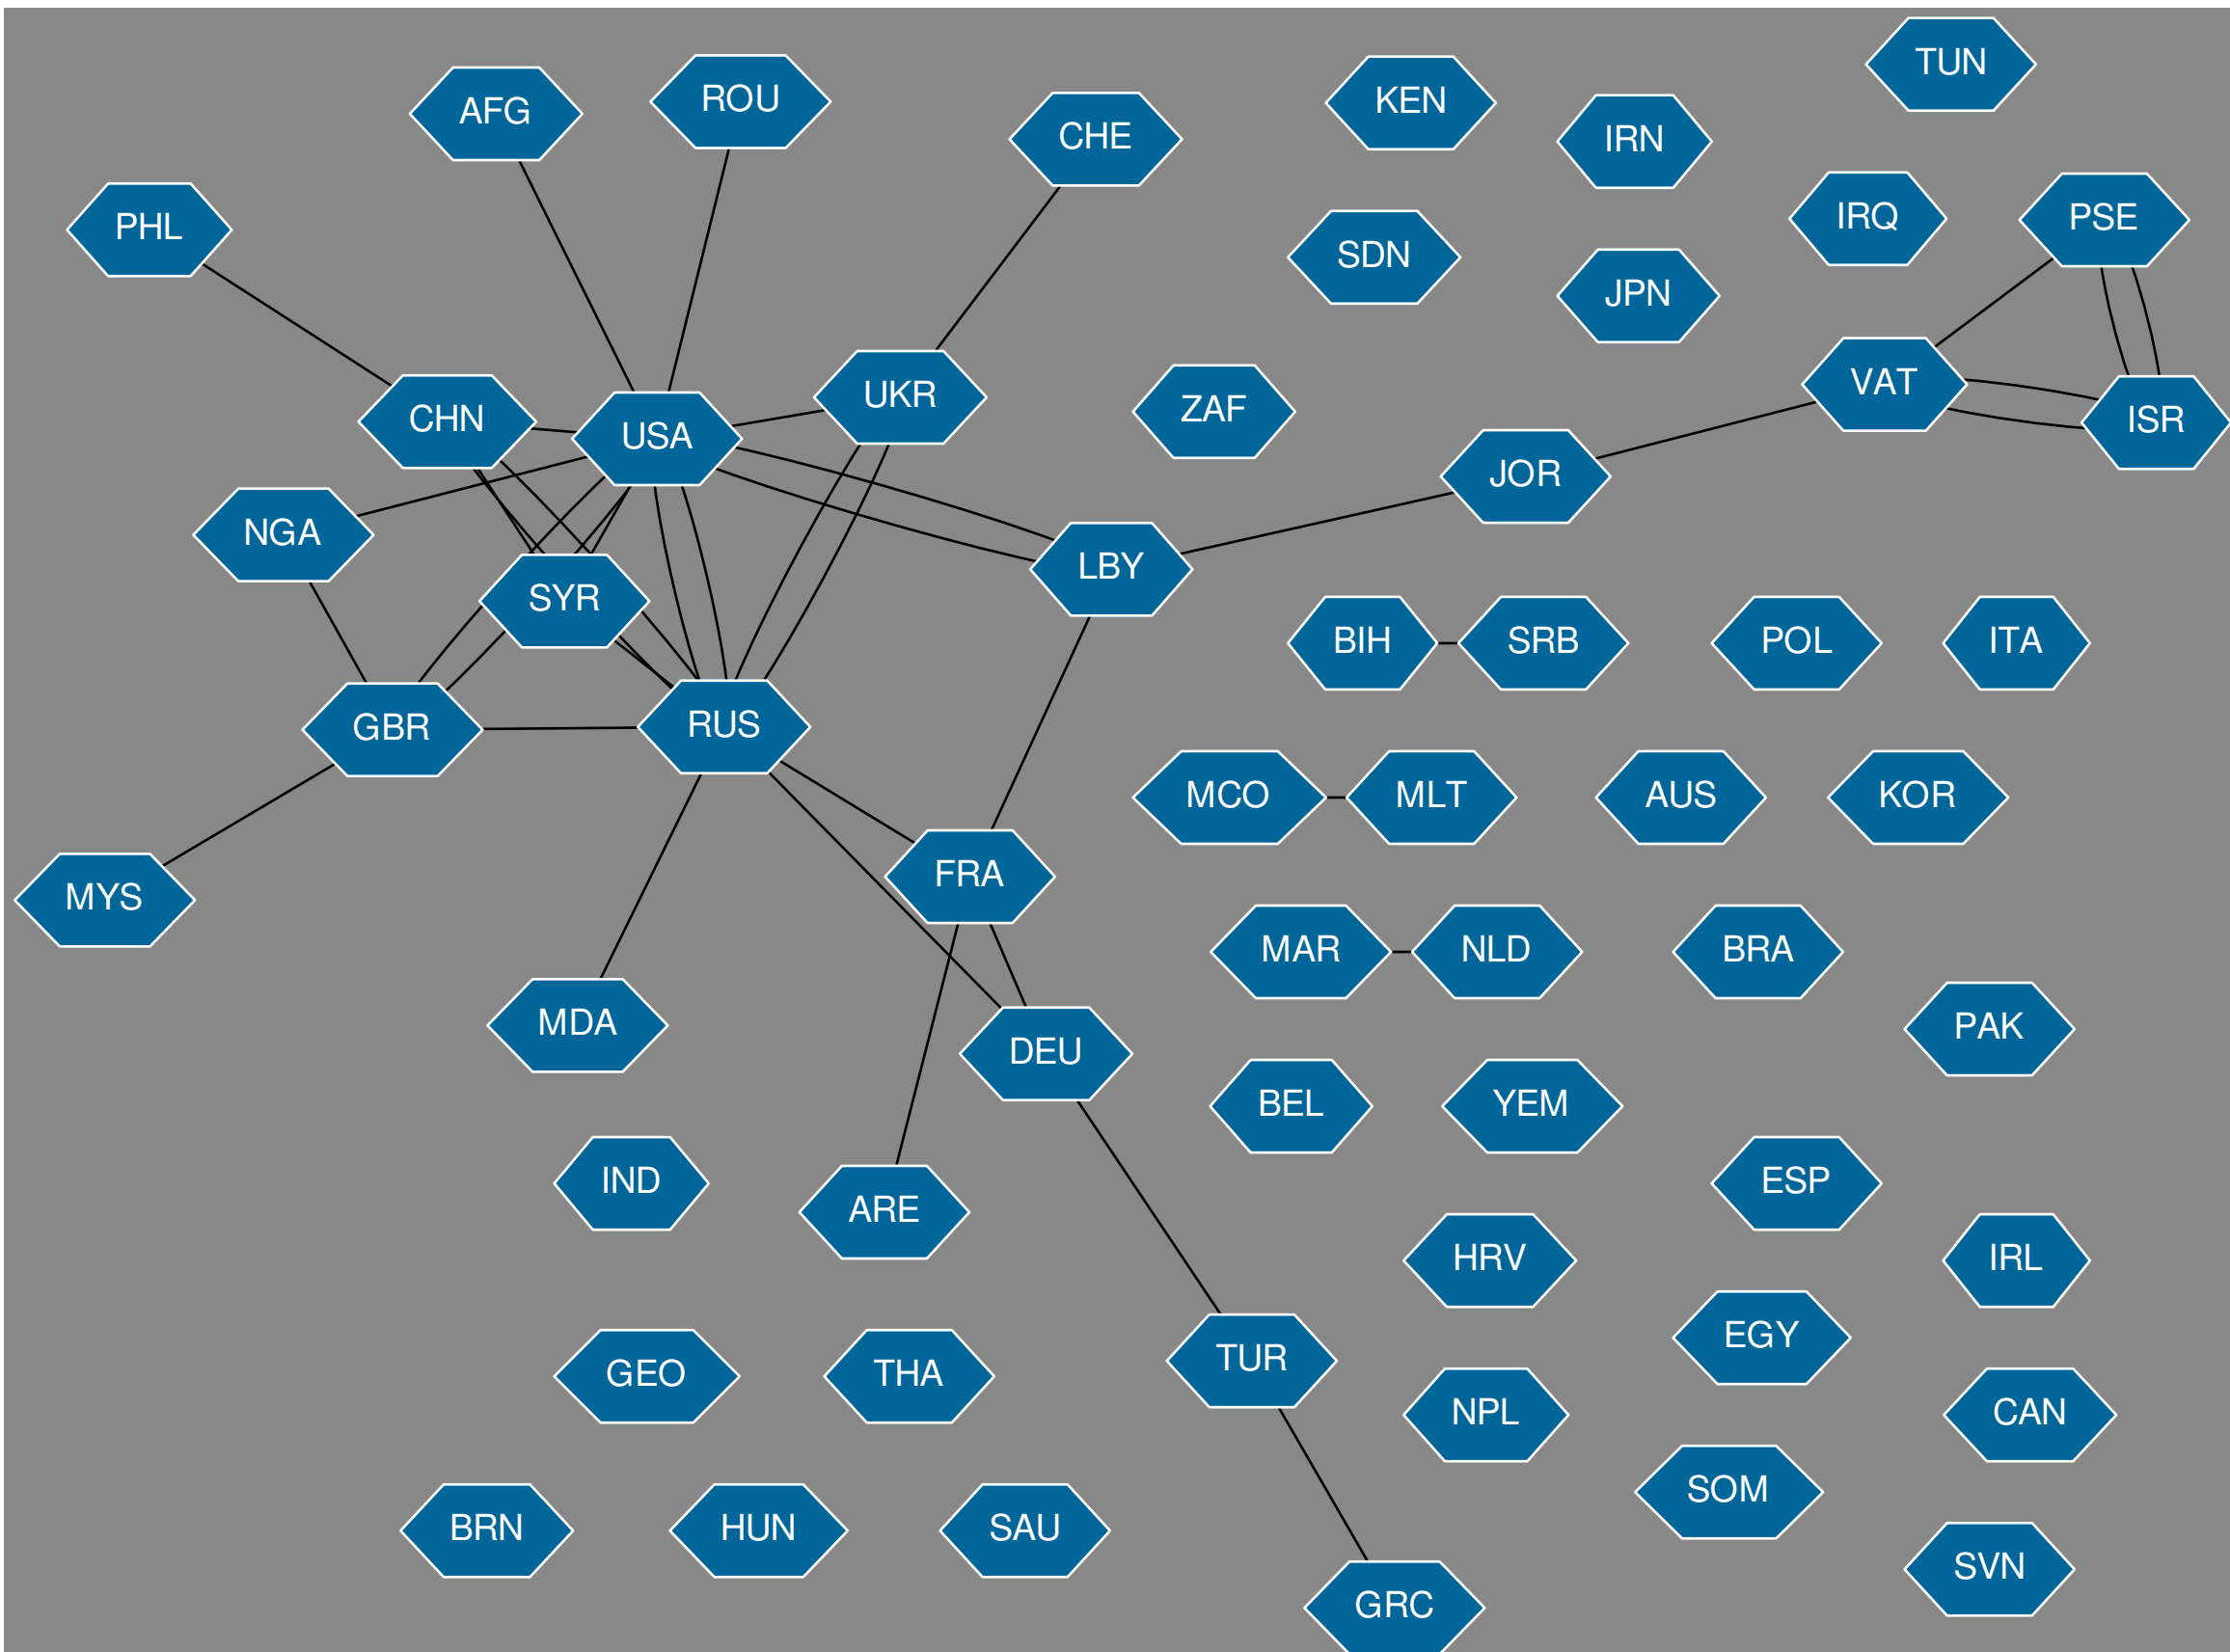 TUN
AFG
ROU
KEN
CHE
IRN
PHL
SDN
IRQ
PSE
JPN
CHN
USA
UKR
ZAF
VAT
ISR
JOR
NGA
SYR
LBY
BIH
SRB
POL
ITA
GBR
RUS
MCO
MLT
AUS
KOR
MYS
FRA
MAR
NLD
BRA
MDA
DEU
PAK
BEL
YEM
IND
ARE
ESP
HRV
IRL
GEO
THA
TUR
EGY
NPL
CAN
BRN
HUN
SAU
SOM
GRC
SVN